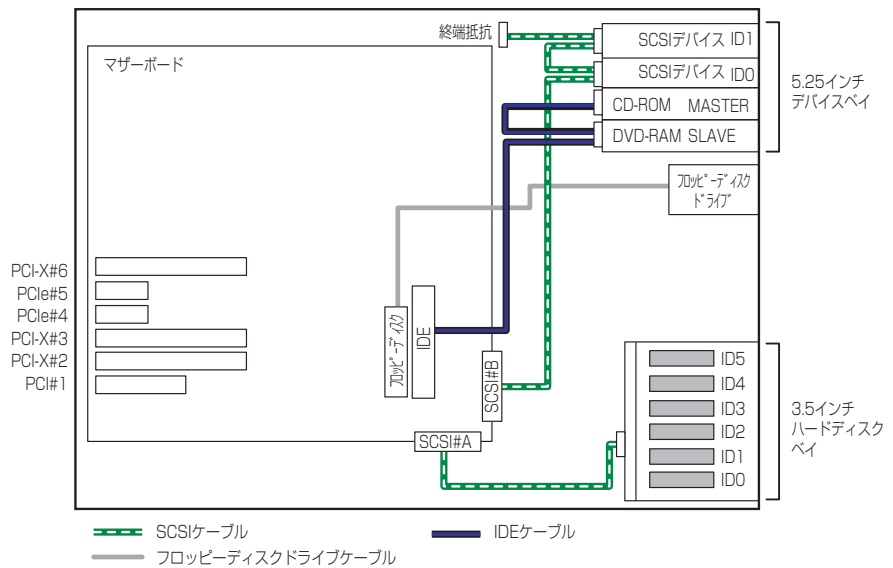 終端抵抗
SCSIデバイス ID1
マザーボード
SCSIデバイス ID0
5.25インチ
デバイスベイ
CD-ROM MASTER
DVD-RAM SLAVE
フロッピーディスク
ドライブ
PCI-X#6
PCIe#5
PCIe#4
PCI-X#3
PCI-X#2
PCI#1
フロッピーディスク
IDE
SCSI#B
SCSI#A
ID5
ID4
ID3
ID2
ID1
ID0
3.5インチ
ハードディスク
ベイ
SCSIケーブル
IDEケーブル
フロッピーディスクドライブケーブル